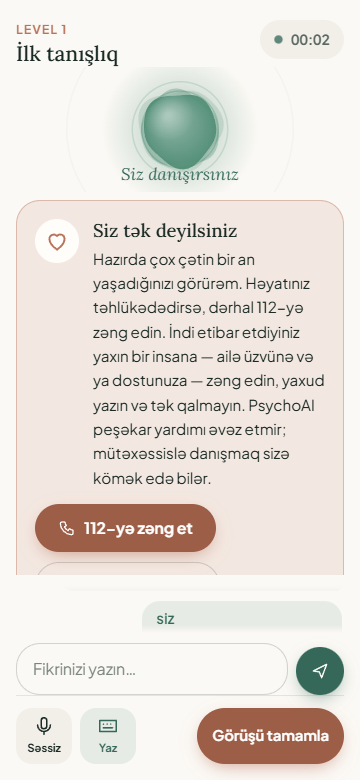 LEVEL 1
İlk tanışlıq
00:02
Siz danışırsınız
Siz tək deyilsiniz
Hazırda çox çətin bir an
yaşadığınızı görürəm. Həyatınız
təhlükədədirsə, dərhal 112-yə
zəng edin. İndi etibar etdiyiniz
yaxın bir insana — ailə üzvünə və
ya dostunuza — zəng edin, yaxud
yazın və tək qalmayın. PsychoAI
peşəkar yardımı əvəz etmir;
mütəxəssislə danışmaq sizə
kömək edə bilər.
112-yə zəng et
siz
Fikrinizi yazın...
Səssiz
Yaz
Görüşü tamamla